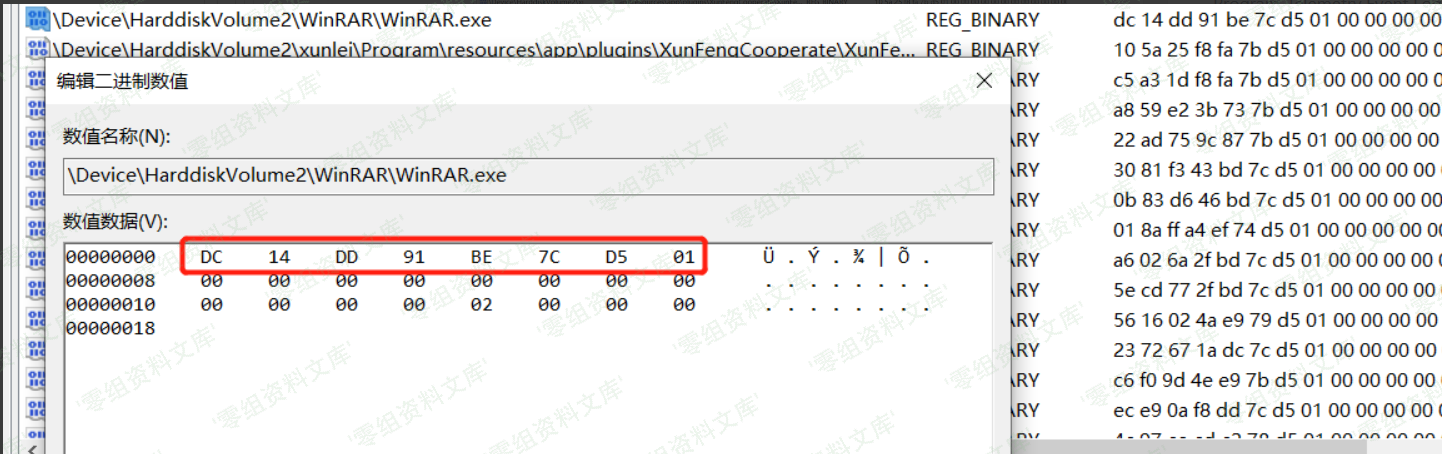 \Device\HarddiskVolume2\WinRAR\WinRAR.exe REG_BINARY dc 14 dd 91 be 7c d5 01 00 00 00 00
\Device\HarddiskVolume2\xunlei\Program\resources\app\plugins\XunFengCooperate\XunFe... REG_BINARY 10 5a 25 f8 fa 7b d5 01 00 00 00 00
编辑二进制数值 ARY c5 a3 1d f8 fa 7b d5 01 00 00 00 00
ARY a8 59 e2 3b 73 7b d5 01 00 00 00 00
数值名称(N): ARY 22 ad 75 9c 87 7b d5 01 00 00 00 00
\Device\HarddiskVolume2\WinRAR\WinRAR.exe ARY 30 81 f3 43 bd 7c d5 01 00 00 00 00
ARY 0b 83 d6 46 bd 7c d5 01 00 00 00 00
数值数据(V): ARY 01 8a ff a4 ef 74 d5 01 00 00 00 00
00000000 DC 14 DD 91 BE 7C D5 01 Ü . Ý . ¾ | Õ . ARY a6 02 6a 2f bd 7c d5 01 00 00 00 00
00000008 00 00 00 00 00 00 00 00 . . . . . . . . ARY 5e cd 77 2f bd 7c d5 01 00 00 00 00
00000010 00 00 00 00 02 00 00 00 . . . . . . . . ARY 56 16 02 4a e9 79 d5 01 00 00 00 00
00000018
ARY 23 72 67 1a dc 7c d5 01 00 00 00 00
ARY c6 f0 9d 4e e9 7b d5 01 00 00 00 00
ARY ec e9 0a f8 dd 7c d5 01 00 00 00 00
'零组资料文库'